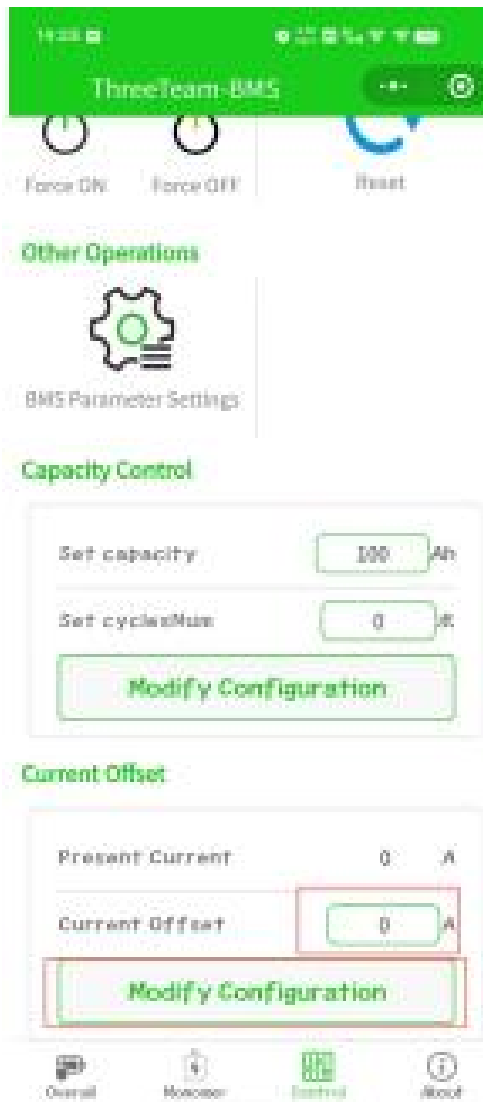 ThreeTeam-BMS
Force ON Force OFF Reset
Other Operations
BMS Parameter Settings
Capacity Control
Set capacity 100 Ah
Set cyclesNum 0
Modify Configuration
Current Offset
Present Current 0 A
Current Offset 0 A
Modify Configuration
Overall Monomer Control About